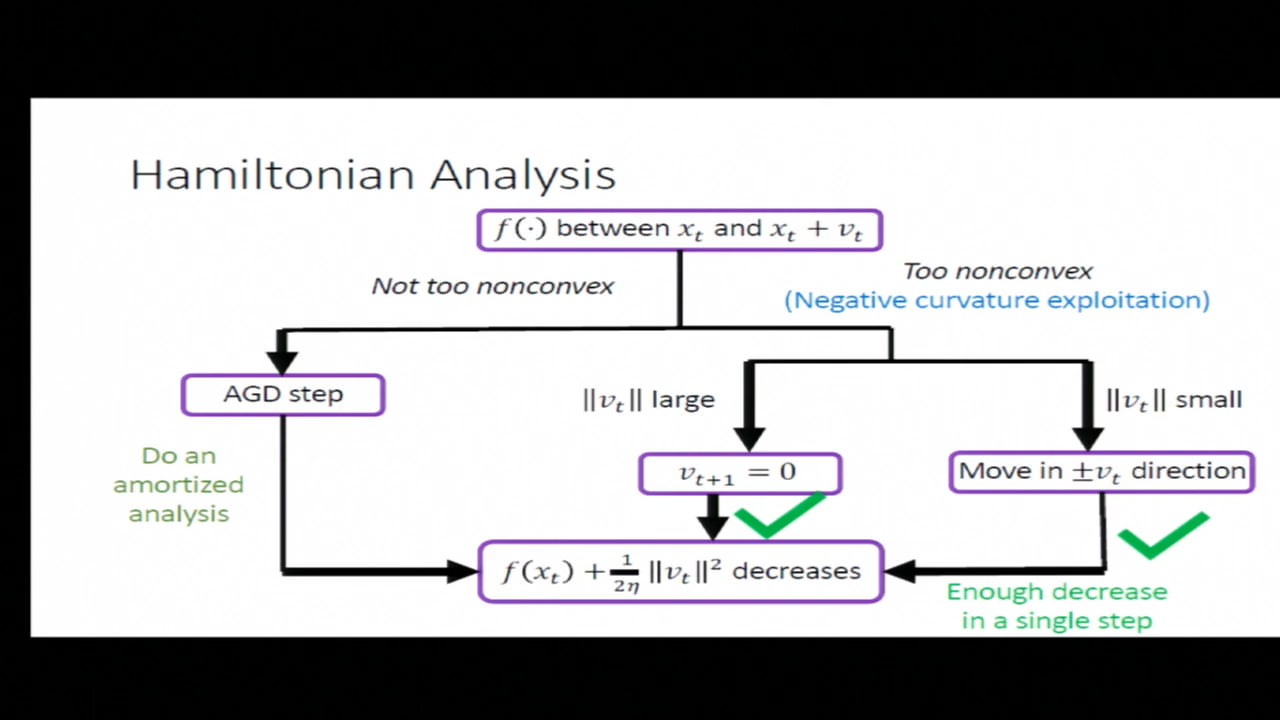 Hamiltonian Analysis
f(·) between x_t and x_t + v_t
Not too nonconvex
Too nonconvex
(Negative curvature exploitation)
AGD step
‖v_t‖ large
‖v_t‖ small
v_{t+1} = 0
Move in ±v_t direction
Do an
amortized
analysis
f(x_t) + \frac{1}{2η} ‖v_t‖² decreases
Enough decrease
in a single step